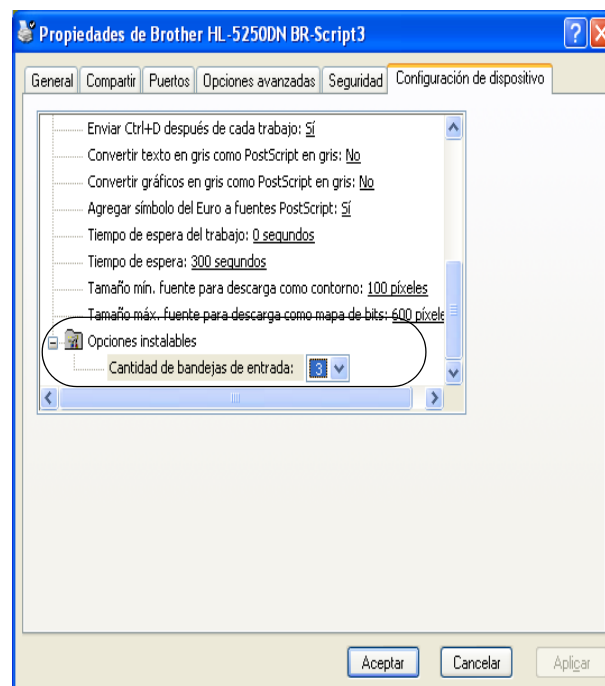 Propiedades de Brother HL-5250DN BR-Script3
General Compartir Puertos Opciones avanzadas Seguridad Configuración de dispositivo
Enviar Ctrl+D después de cada trabajo: Sí
Convertir texto en gris como PostScript en gris: No
Convertir gráficos en gris como PostScript en gris: No
Agregar símbolo del Euro a fuentes PostScript: Sí
Tiempo de espera del trabajo: 0 segundos
Tiempo de espera: 300 segundos
Tamaño mín. fuente para descarga como contorno: 100 píxeles
Tamaño máx. fuente para descarga como mapa de bits: 600 píxele
Opciones instalables
Cantidad de bandejas de entrada: 3
Aceptar Cancelar Aplicar